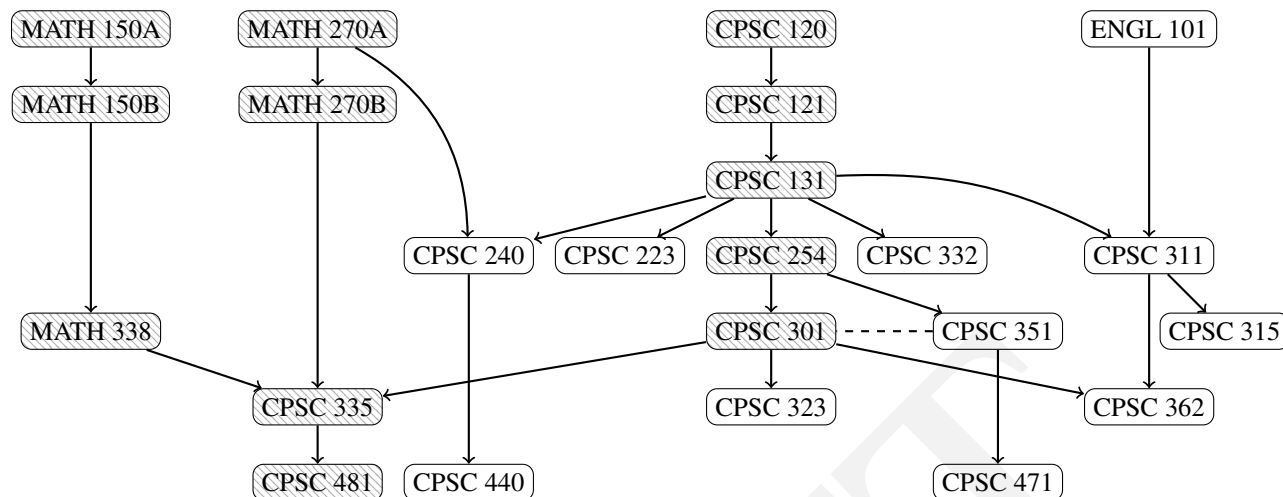 MATH 150A
MATH 270A
CPSC 120
ENGL 101
MATH 150B
MATH 270B
CPSC 121
CPSC 131
CPSC 240
CPSC 223
CPSC 254
CPSC 332
CPSC 311
MATH 338
CPSC 301
CPSC 351
CPSC 315
CPSC 335
CPSC 323
CPSC 362
CPSC 481
CPSC 440
CPSC 471